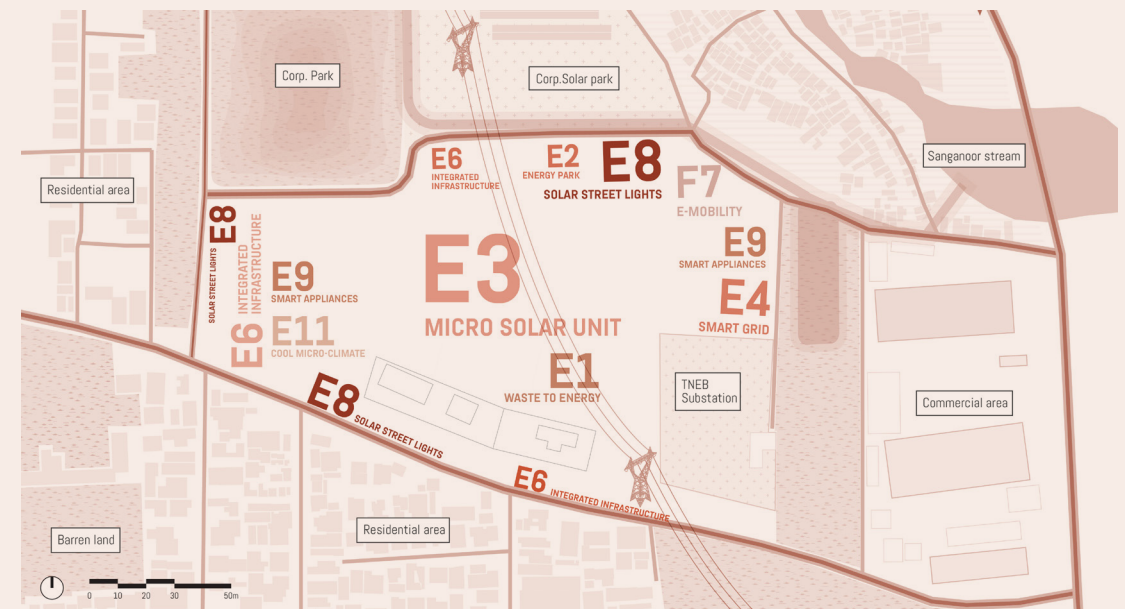 Corp. Park
Corp.Solar park
Residential area
Sanganoor stream
E6
INTEGRATED
INFRASTRUCTURE
E2
ENERGY PARK
E8
SOLAR STREET LIGHTS
F7
E-MOBILITY
E8
SOLAR STREET LIGHTS
E6
INTEGRATED
INFRASTRUCTURE
E9
SMART APPLIANCES
E11
COOL MICRO-CLIMATE
E3
MICRO SOLAR UNIT
E9
SMART APPLIANCES
E4
SMART GRID
E1
WASTE TO ENERGY
TNEB
Substation
Commercial area
E8
SOLAR STREET LIGHTS
E6
INTEGRATED INFRASTRUCTURE
Residential area
Barren land
0 10 20 30 50m